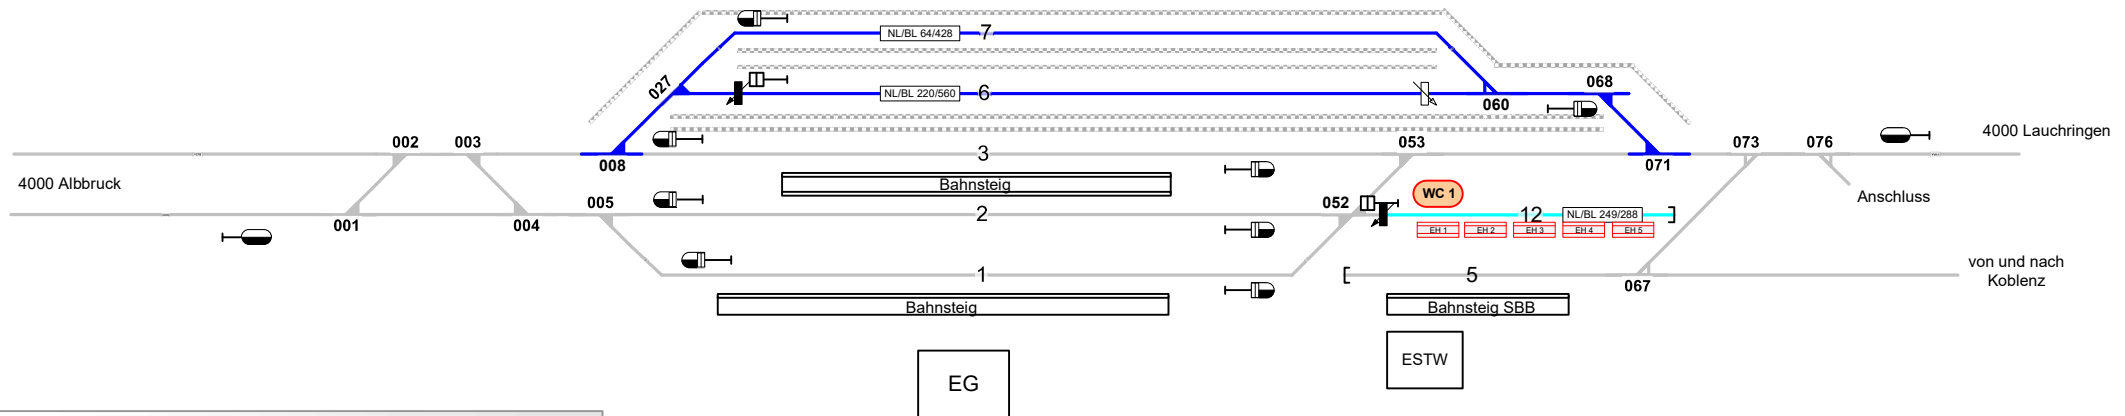 7
NL/BL 64/428
027
6
NL/BL 220/560
068
060
002
003
008
3
053
071
073
076
4000 Lauchringen
4000 Albbruck
Bahnsteig
WC 1
Anschluss
001
004
005
2
052
12
NL/BL 249/288
EH 1
EH 2
EH 3
EH 4
EH 5
1
5
067
von und nach
Koblenz
Bahnsteig
Bahnsteig SBB
EG
ESTW